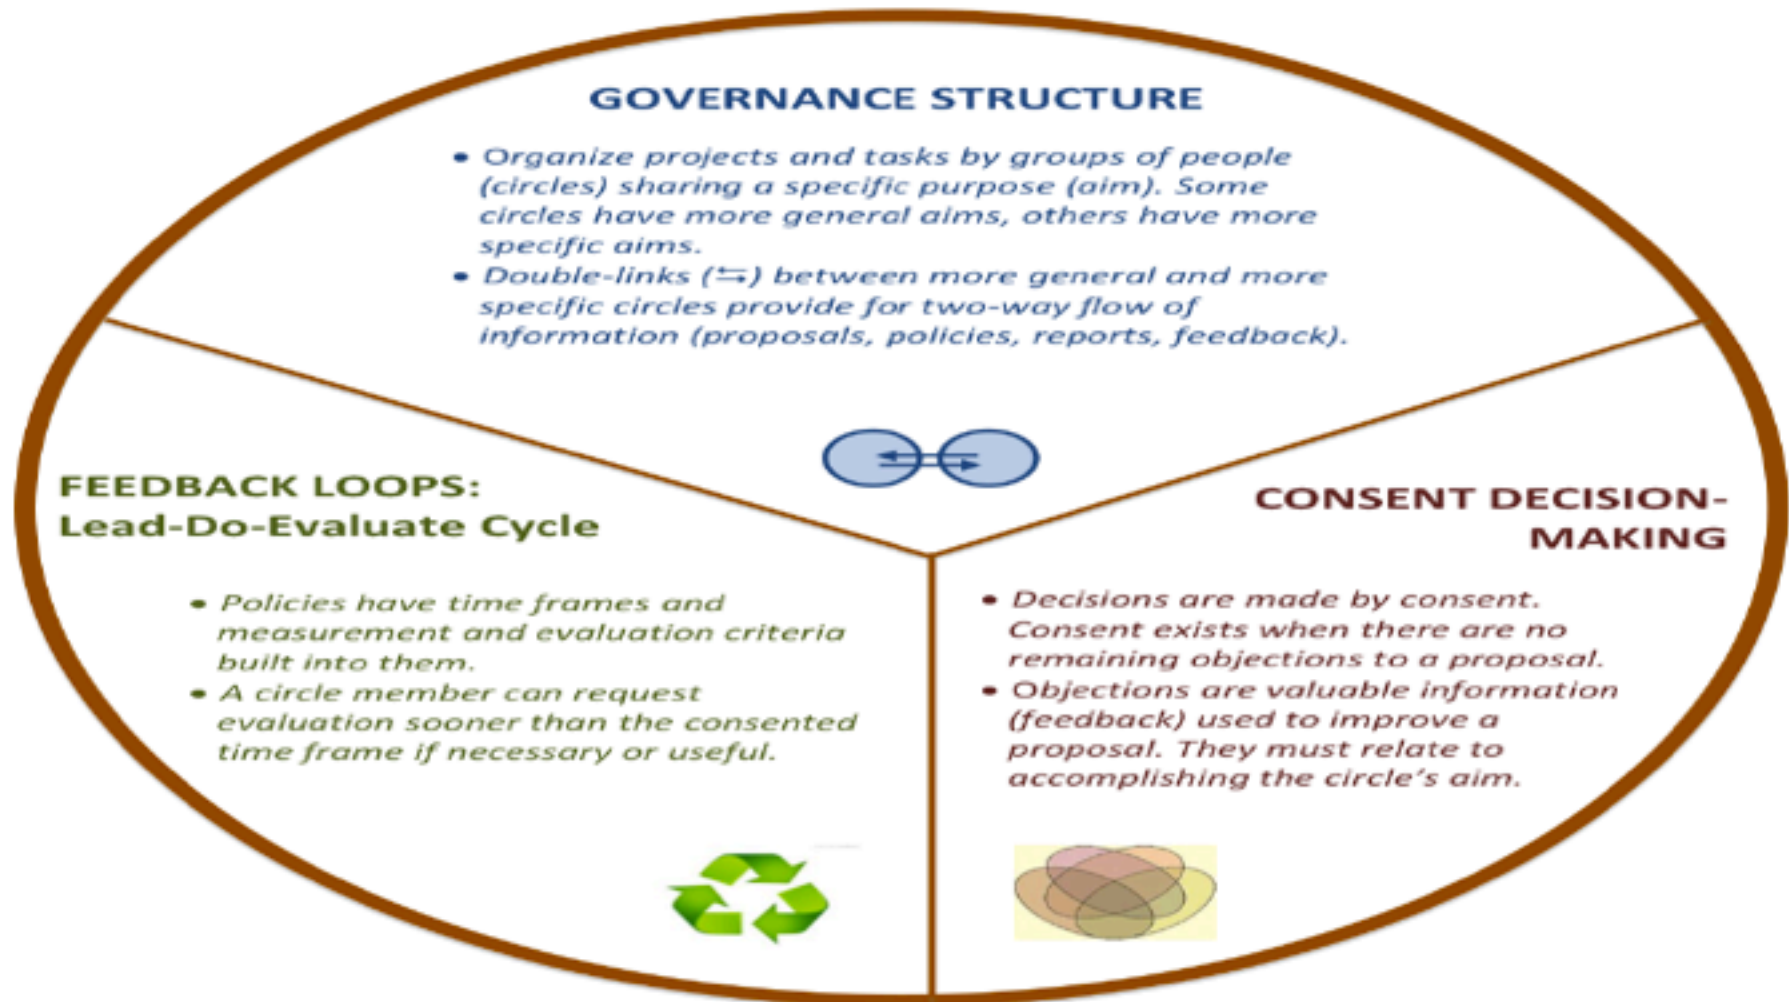 GOVERNANCE STRUCTURE
• Organize projects and tasks by groups of people
(circles) sharing a specific purpose (aim). Some
circles have more general aims, others have more
specific aims.
• Double-links (⇆) between more general and more
specific circles provide for two-way flow of
information (proposals, policies, reports, feedback).
FEEDBACK LOOPS:
Lead-Do-Evaluate Cycle
• Policies have time frames and
measurement and evaluation criteria
built into them.
• A circle member can request
evaluation sooner than the consented
time frame if necessary or useful.
CONSENT DECISION-
MAKING
• Decisions are made by consent.
Consent exists when there are no
remaining objections to a proposal.
• Objections are valuable information
(feedback) used to improve a
proposal. They must relate to
accomplishing the circle’s aim.